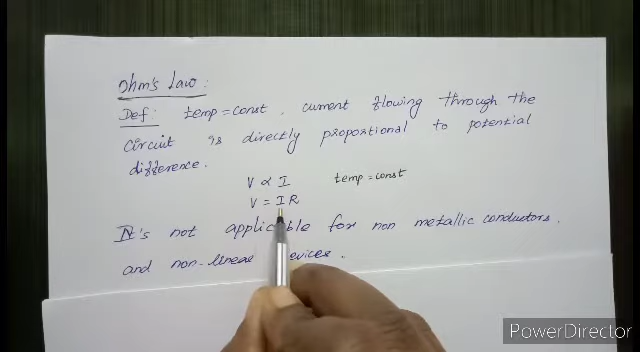 Ohm's Law:
Def: temp = const, current flowing through the
circuit is directly proportional to potential
difference.
V ∝ I temp = const
V = IR
It's not applicable for non metallic conductors.
and non-linear evices.
PowerDirector